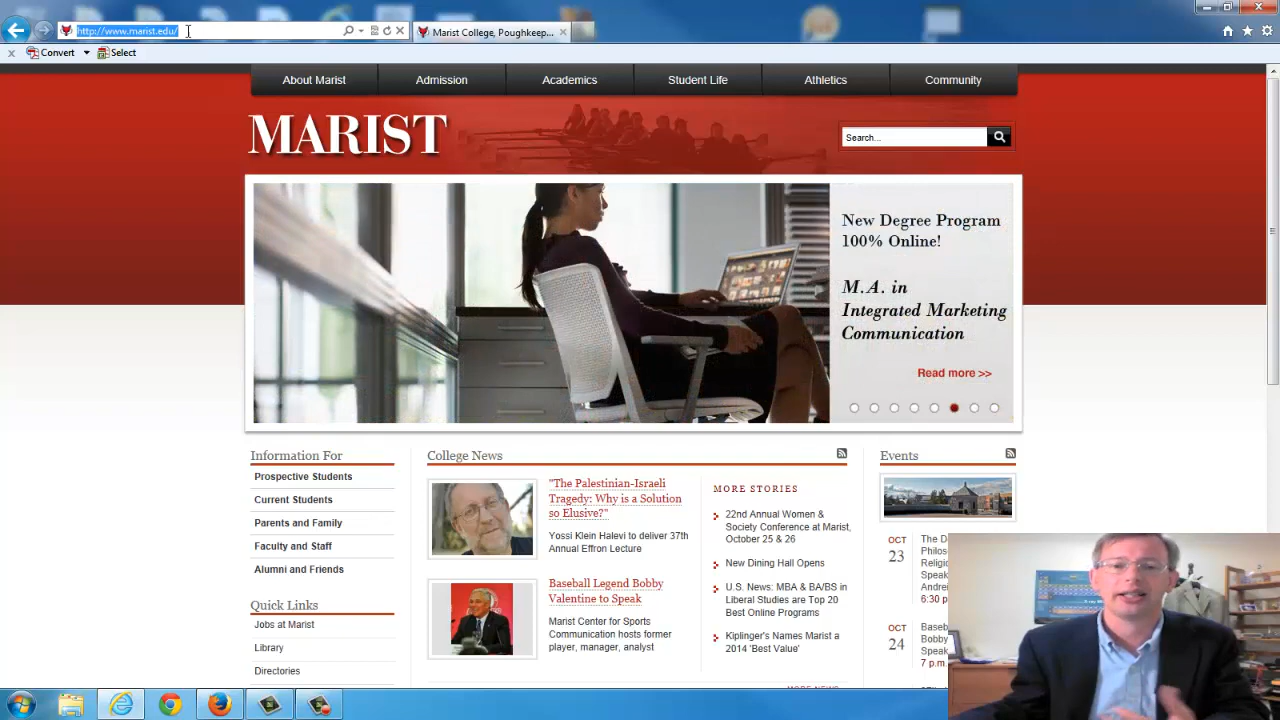 http://www.marist.edu/
Marist College, Poughkeep...
Convert
Select
About Marist
Admission
Academics
Student Life
Athletics
Community
MARIST
Search...
New Degree Program
100% Online!
M.A. in
Integrated Marketing
Communication
Read more >>
Information For
Prospective Students
Current Students
Parents and Family
Faculty and Staff
Alumni and Friends
Quick Links
Jobs at Marist
Library
Directories
College News
"The Palestinian-Israeli
Tragedy: Why is a Solution
so Elusive?"
Yossi Klein Halevi to deliver 37th
Annual Effron Lecture
Baseball Legend Bobby
Valentine to Speak
Marist Center for Sports
Communication hosts former
player, manager, analyst
MORE STORIES
22nd Annual Women &
Society Conference at Marist,
October 25 & 26
New Dining Hall Opens
U.S. News: MBA & BA/BS in
Liberal Studies are Top 20
Best Online Programs
Kiplinger's Names Marist a
2014 'Best Value'
Events
OCT
23
The D
Philos
Religi
Speak
Andre
6:30 p
OCT
24
Baseb
Bobby
Speak
7 p.m